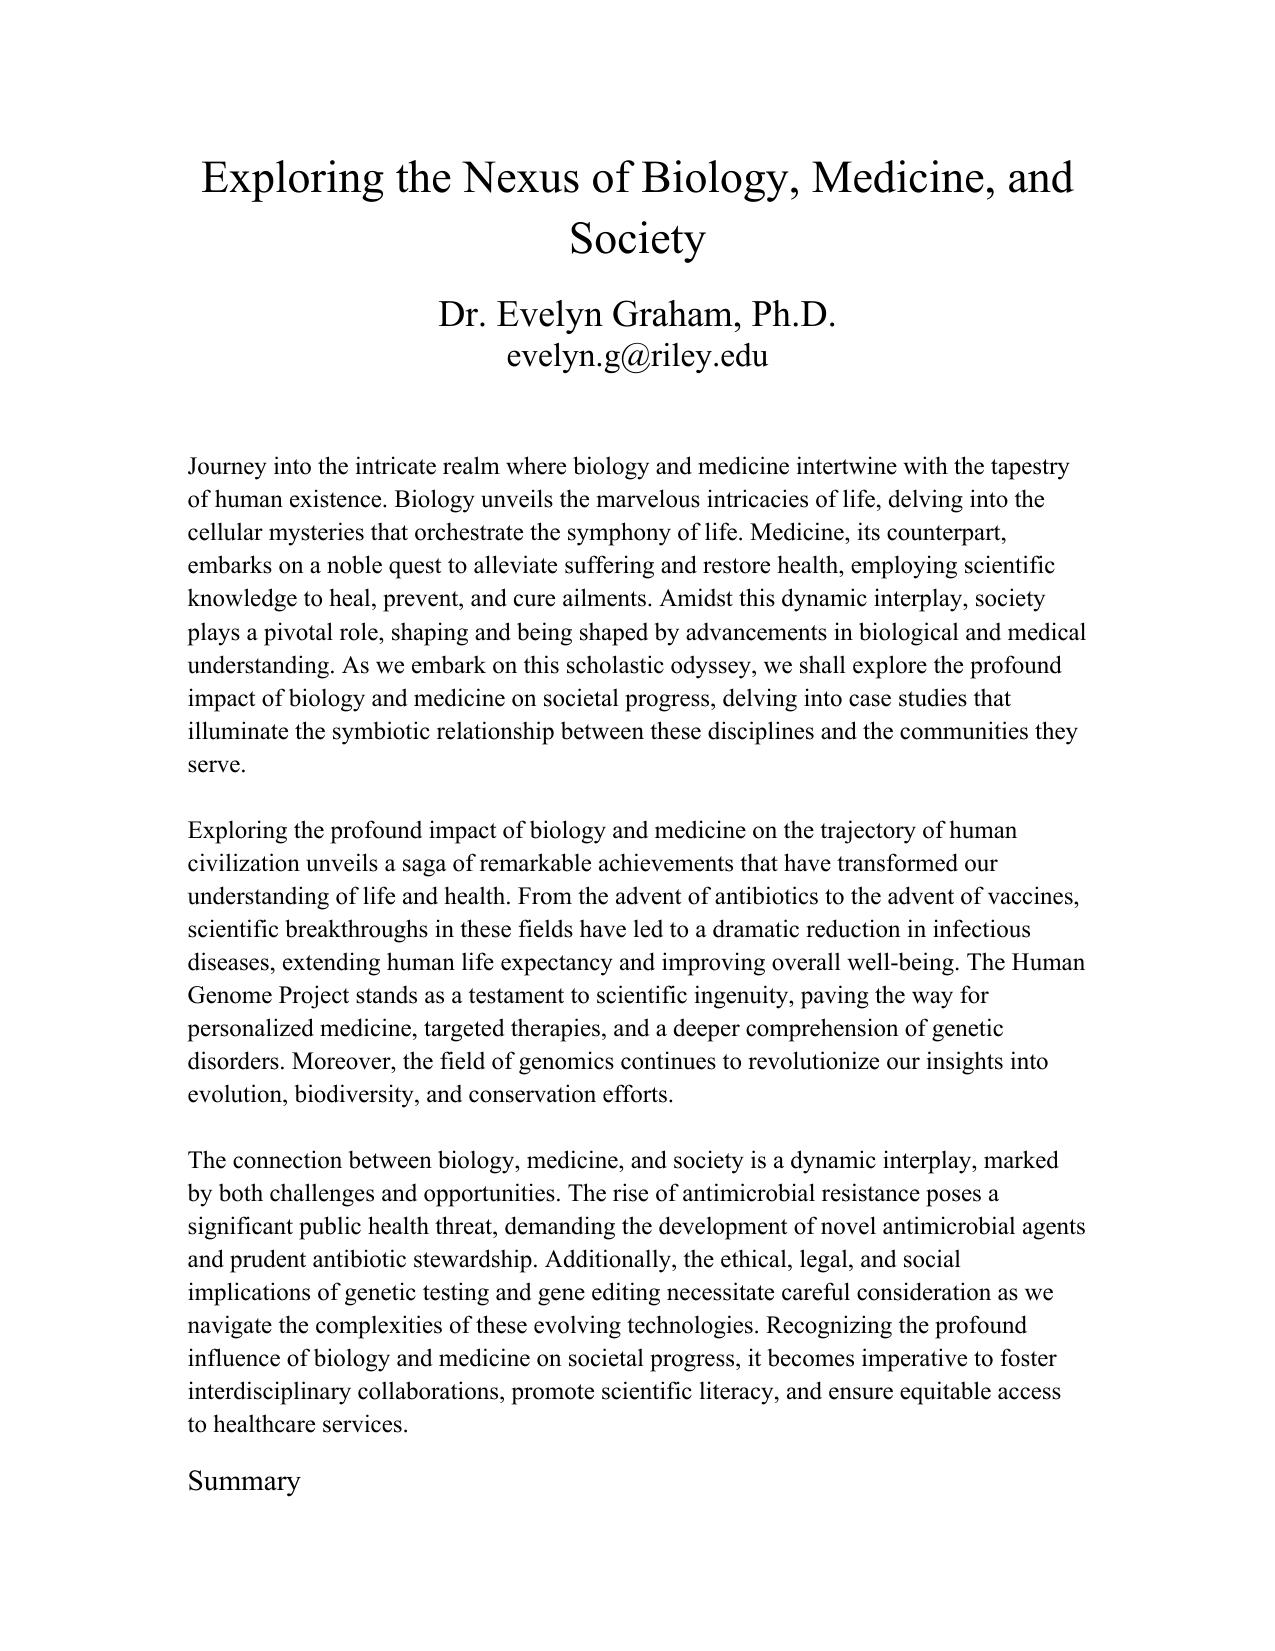 Exploring the Nexus of Biology, Medicine, and
Society
Dr. Evelyn Graham, Ph.D.
evelyn.g@riley.edu
Journey into the intricate realm where biology and medicine intertwine with the tapestry
of human existence. Biology unveils the marvelous intricacies of life, delving into the
cellular mysteries that orchestrate the symphony of life. Medicine, its counterpart,
embarks on a noble quest to alleviate suffering and restore health, employing scientific
knowledge to heal, prevent, and cure ailments. Amidst this dynamic interplay, society
plays a pivotal role, shaping and being shaped by advancements in biological and medical
understanding. As we embark on this scholastic odyssey, we shall explore the profound
impact of biology and medicine on societal progress, delving into case studies that
illuminate the symbiotic relationship between these disciplines and the communities they
serve.
Exploring the profound impact of biology and medicine on the trajectory of human
civilization unveils a saga of remarkable achievements that have transformed our
understanding of life and health. From the advent of antibiotics to the advent of vaccines,
scientific breakthroughs in these fields have led to a dramatic reduction in infectious
diseases, extending human life expectancy and improving overall well-being. The Human
Genome Project stands as a testament to scientific ingenuity, paving the way for
personalized medicine, targeted therapies, and a deeper comprehension of genetic
disorders. Moreover, the field of genomics continues to revolutionize our insights into
evolution, biodiversity, and conservation efforts.
The connection between biology, medicine, and society is a dynamic interplay, marked
by both challenges and opportunities. The rise of antimicrobial resistance poses a
significant public health threat, demanding the development of novel antimicrobial agents
and prudent antibiotic stewardship. Additionally, the ethical, legal, and social
implications of genetic testing and gene editing necessitate careful consideration as we
navigate the complexities of these evolving technologies. Recognizing the profound
influence of biology and medicine on societal progress, it becomes imperative to foster
interdisciplinary collaborations, promote scientific literacy, and ensure equitable access
to healthcare services.
Summary